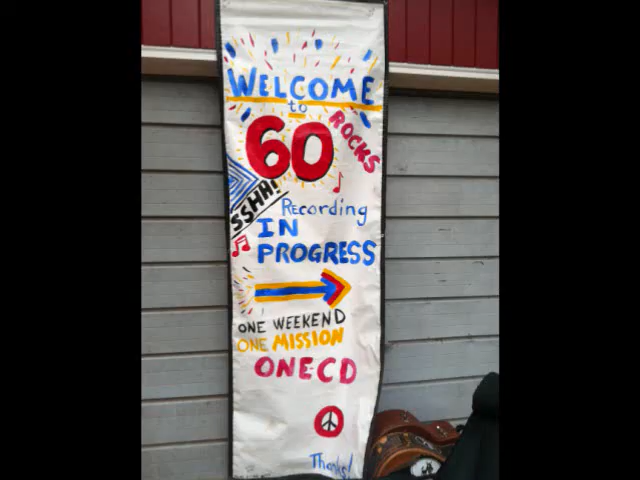 WELCOME
to
60
ROCKS
SSHH!
Recording
IN
PROGRESS
ONE WEEKEND
ONE MISSION
ONE CD
Thanks!